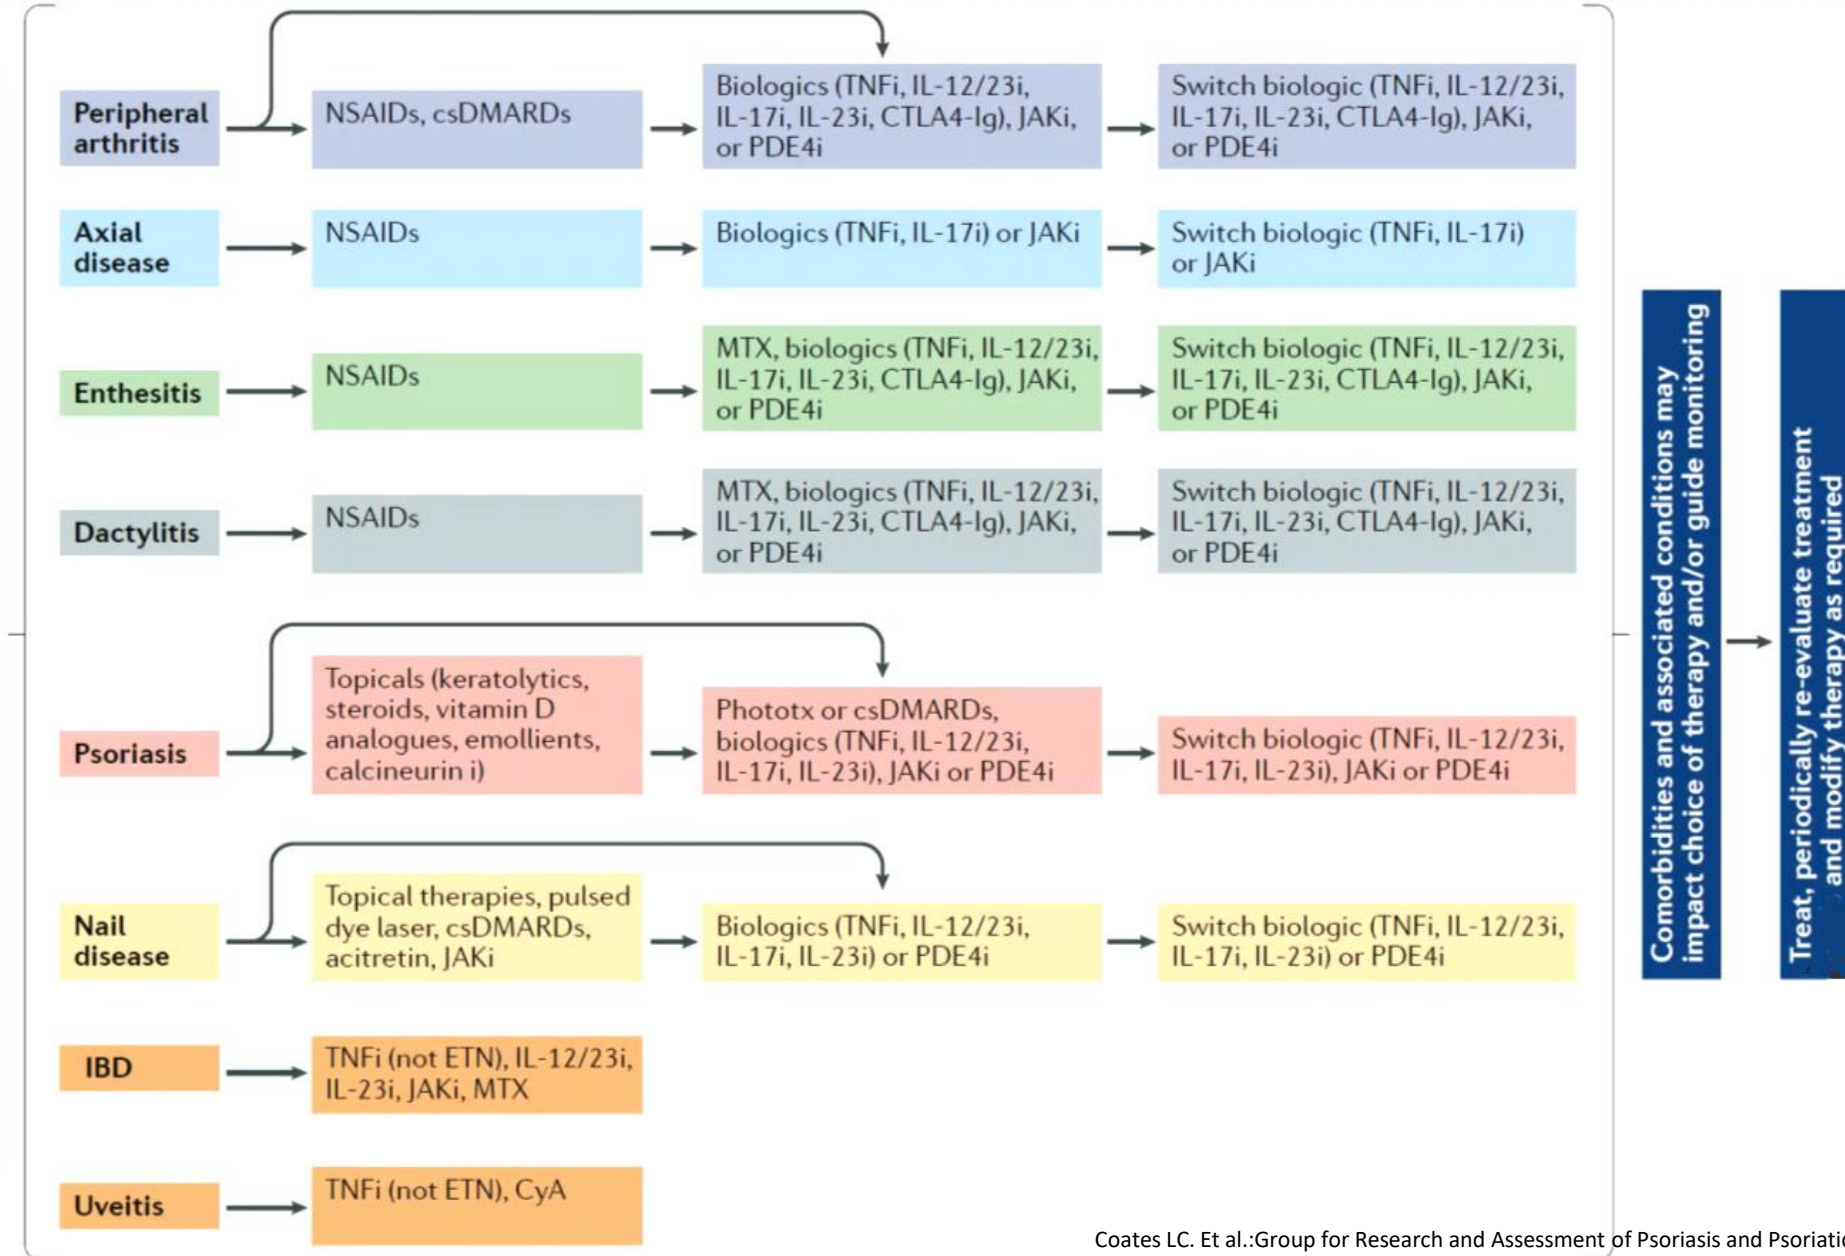 Peripheral
arthritis
NSAIDs, csDMARDs
Biologics (TNFi, IL-12/23i,
IL-17i, IL-23i, CTLA4-Ig), JAKi,
or PDE4i
Switch biologic (TNFi, IL-12/23i,
IL-17i, IL-23i, CTLA4-Ig), JAKi,
or PDE4i
Axial
disease
NSAIDs
Biologics (TNFi, IL-17i) or JAKi
Switch biologic (TNFi, IL-17i)
or JAKi
Enthesitis
NSAIDs
MTX, biologics (TNFi, IL-12/23i,
IL-17i, IL-23i, CTLA4-Ig), JAKi,
or PDE4i
Switch biologic (TNFi, IL-12/23i,
IL-17i, IL-23i, CTLA4-Ig), JAKi,
or PDE4i
Dactylitis
NSAIDs
MTX, biologics (TNFi, IL-12/23i,
IL-17i, IL-23i, CTLA4-Ig), JAKi,
or PDE4i
Switch biologic (TNFi, IL-12/23i,
IL-17i, IL-23i, CTLA4-Ig), JAKi,
or PDE4i
Psoriasis
Topicals (keratolytics,
steroids, vitamin D
analogues, emollients,
calcineurin i)
Phototx or csDMARDs,
biologics (TNFi, IL-12/23i,
IL-17i, IL-23i), JAKi or PDE4i
Switch biologic (TNFi, IL-12/23i,
IL-17i, IL-23i), JAKi or PDE4i
Nail
disease
Topical therapies, pulsed
dye laser, csDMARDs,
acitretin, JAKi
Biologics (TNFi, IL-12/23i,
IL-17i, IL-23i) or PDE4i
Switch biologic (TNFi, IL-12/23i,
IL-17i, IL-23i) or PDE4i
IBD
TNFi (not ETN), IL-12/23i,
IL-23i, JAKi, MTX
Uveitis
TNFi (not ETN), CyA
Comorbidities and associated conditions may
impact choice of therapy and/or guide monitoring
Treat, periodically re-evaluate treatment
and modify therapy as required
Coates LC. Et al.:Group for Research and Assessment of Psoriasis and